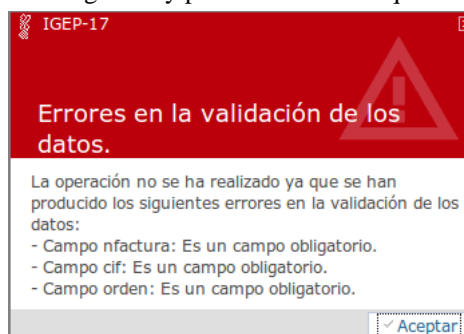 IGEP-17
Errores en la validación de los
datos.
La operación no se ha realizado ya que se han
producido los siguientes errores en la validación de los
datos:
- Campo nfactura: Es un campo obligatorio.
- Campo cif: Es un campo obligatorio.
- Campo orden: Es un campo obligatorio.
Aceptar